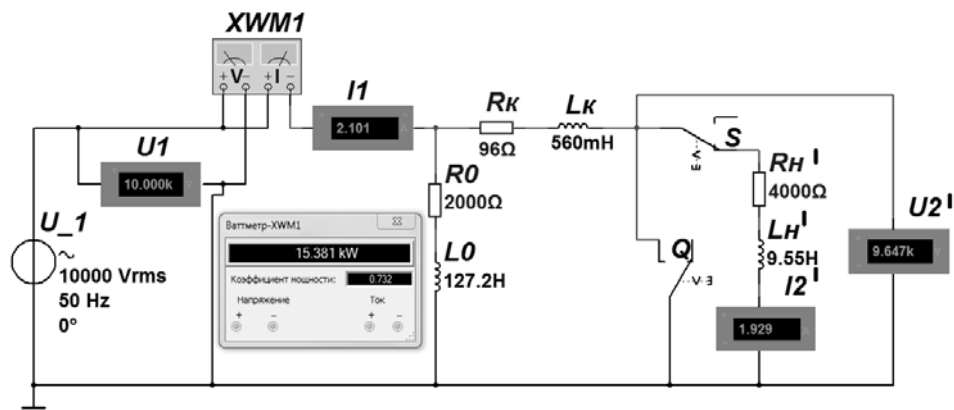 XWM1
+ V − + I −
I1
2.101
Rк
96Ω
Lк
560mH
S
E-V
Rн'
4000Ω
U1
10.000k
R0
2000Ω
U2'
9.647k
Ваттметр-XWM1
15.381 kW
Коэффициент мощности: 0.732
Напряжение Ток
+ − + −
L0
127.2H
Q
Lн'
9.55H
I2'
1.929
U_1
10000 Vrms
50 Hz
0°